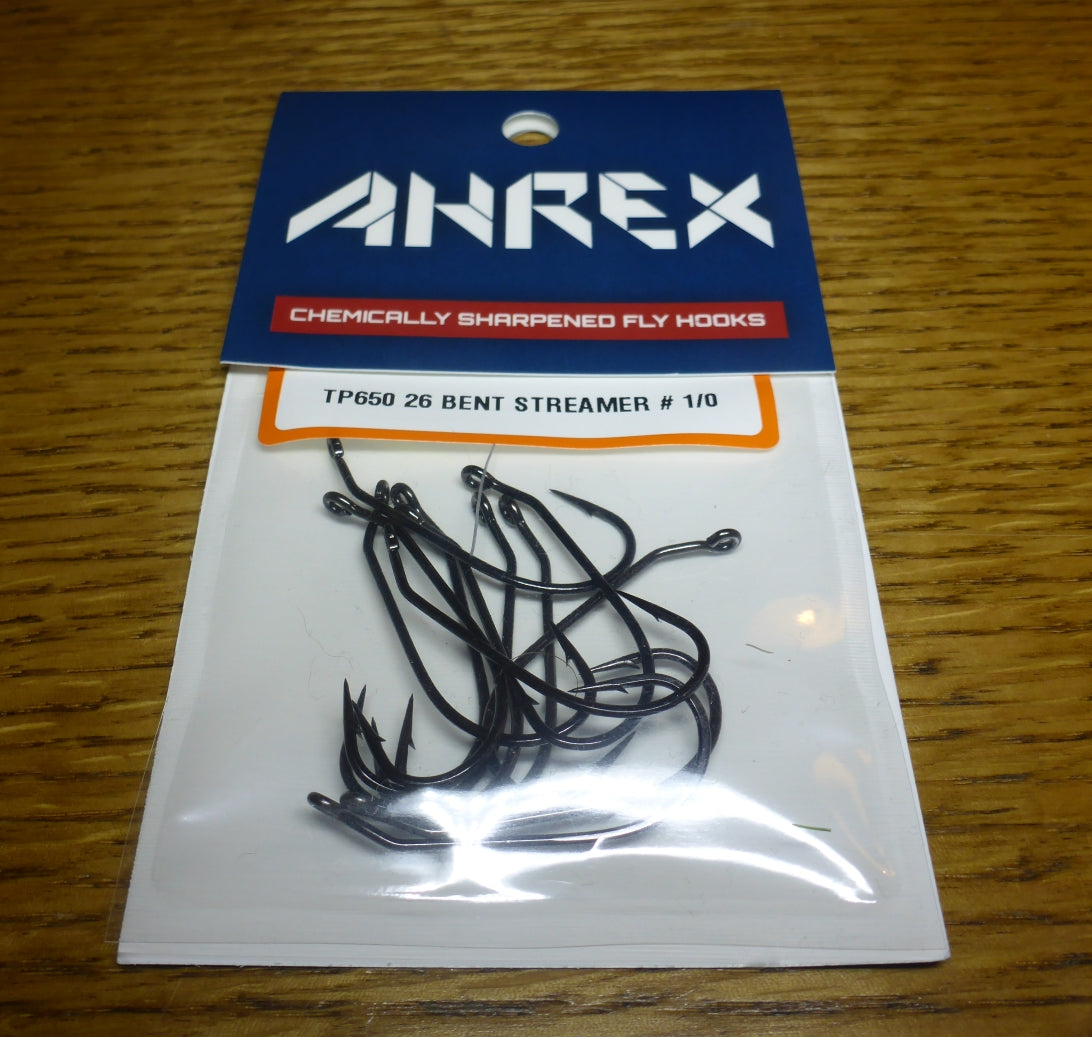 AHREX
CHEMICALLY SHARPENED FLY HOOKS
TP650 26 BENT STREAMER # 1/0